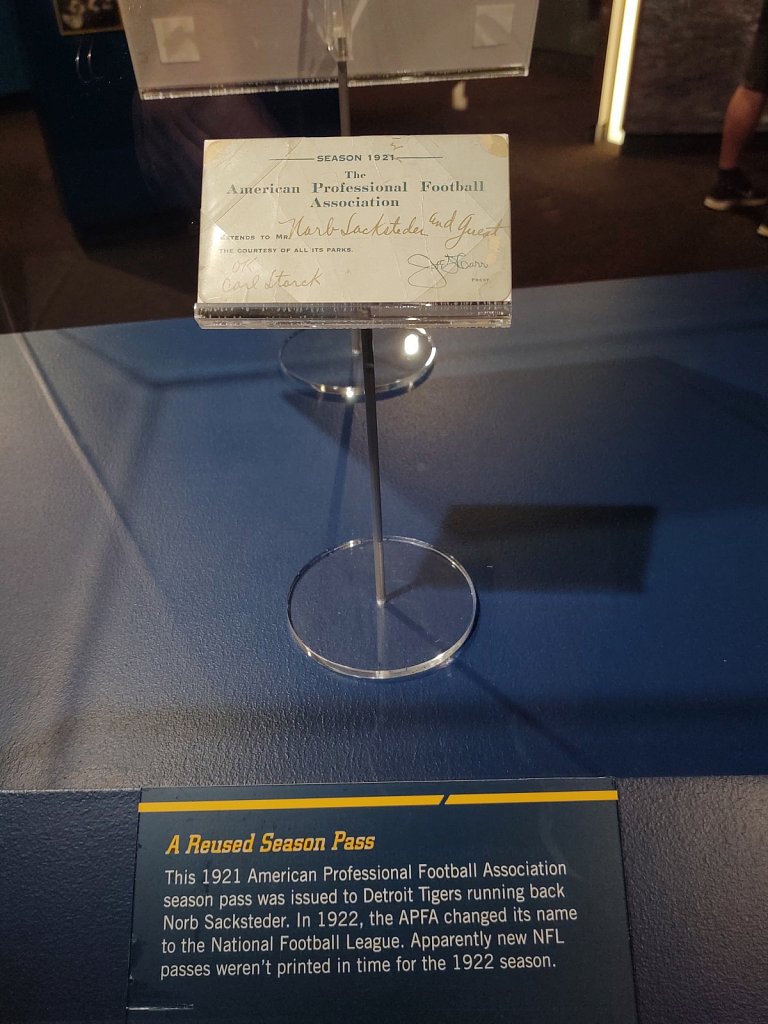 SEASON 1921
The
American Professional Football
Association
EXTENDS TO MR. Norb Sacksteder and Guest
THE COURTESY OF ALL ITS PARKS.
OK Jos F Carr
Carl Storck PREST.
A Reused Season Pass
This 1921 American Professional Football Association
season pass was issued to Detroit Tigers running back
Norb Sacksteder. In 1922, the APFA changed its name
to the National Football League. Apparently new NFL
passes weren't printed in time for the 1922 season.